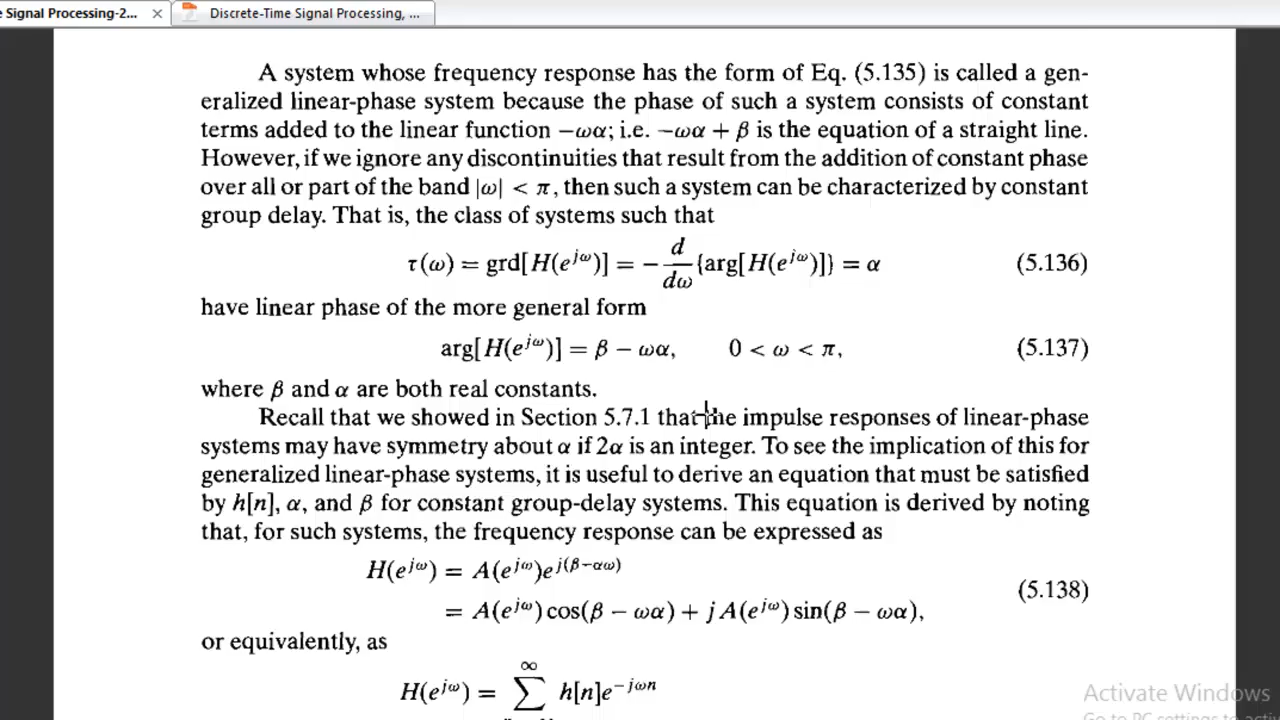 e Signal Processing-2... × Discrete-Time Signal Processing, ...
A system whose frequency response has the form of Eq. (5.135) is called a gen-
eralized linear-phase system because the phase of such a system consists of constant
terms added to the linear function −ωα; i.e. −ωα + β is the equation of a straight line.
However, if we ignore any discontinuities that result from the addition of constant phase
over all or part of the band |ω| < π, then such a system can be characterized by constant
group delay. That is, the class of systems such that
τ(ω) = grd[H(e^{jω})] = −\frac{d}{dω}{arg[H(e^{jω})]} = α (5.136)
have linear phase of the more general form
arg[H(e^{jω})] = β − ωα, 0 < ω < π, (5.137)
where β and α are both real constants.
Recall that we showed in Section 5.7.1 that the impulse responses of linear-phase
systems may have symmetry about α if 2α is an integer. To see the implication of this for
generalized linear-phase systems, it is useful to derive an equation that must be satisfied
by h[n], α, and β for constant group-delay systems. This equation is derived by noting
that, for such systems, the frequency response can be expressed as
H(e^{jω}) = A(e^{jω})e^{j(β−αω)}
= A(e^{jω}) cos(β − ωα) + jA(e^{jω}) sin(β − ωα), (5.138)
or equivalently, as
H(e^{jω}) = ∑^{∞} h[n]e^{−jωn}
Activate Windows